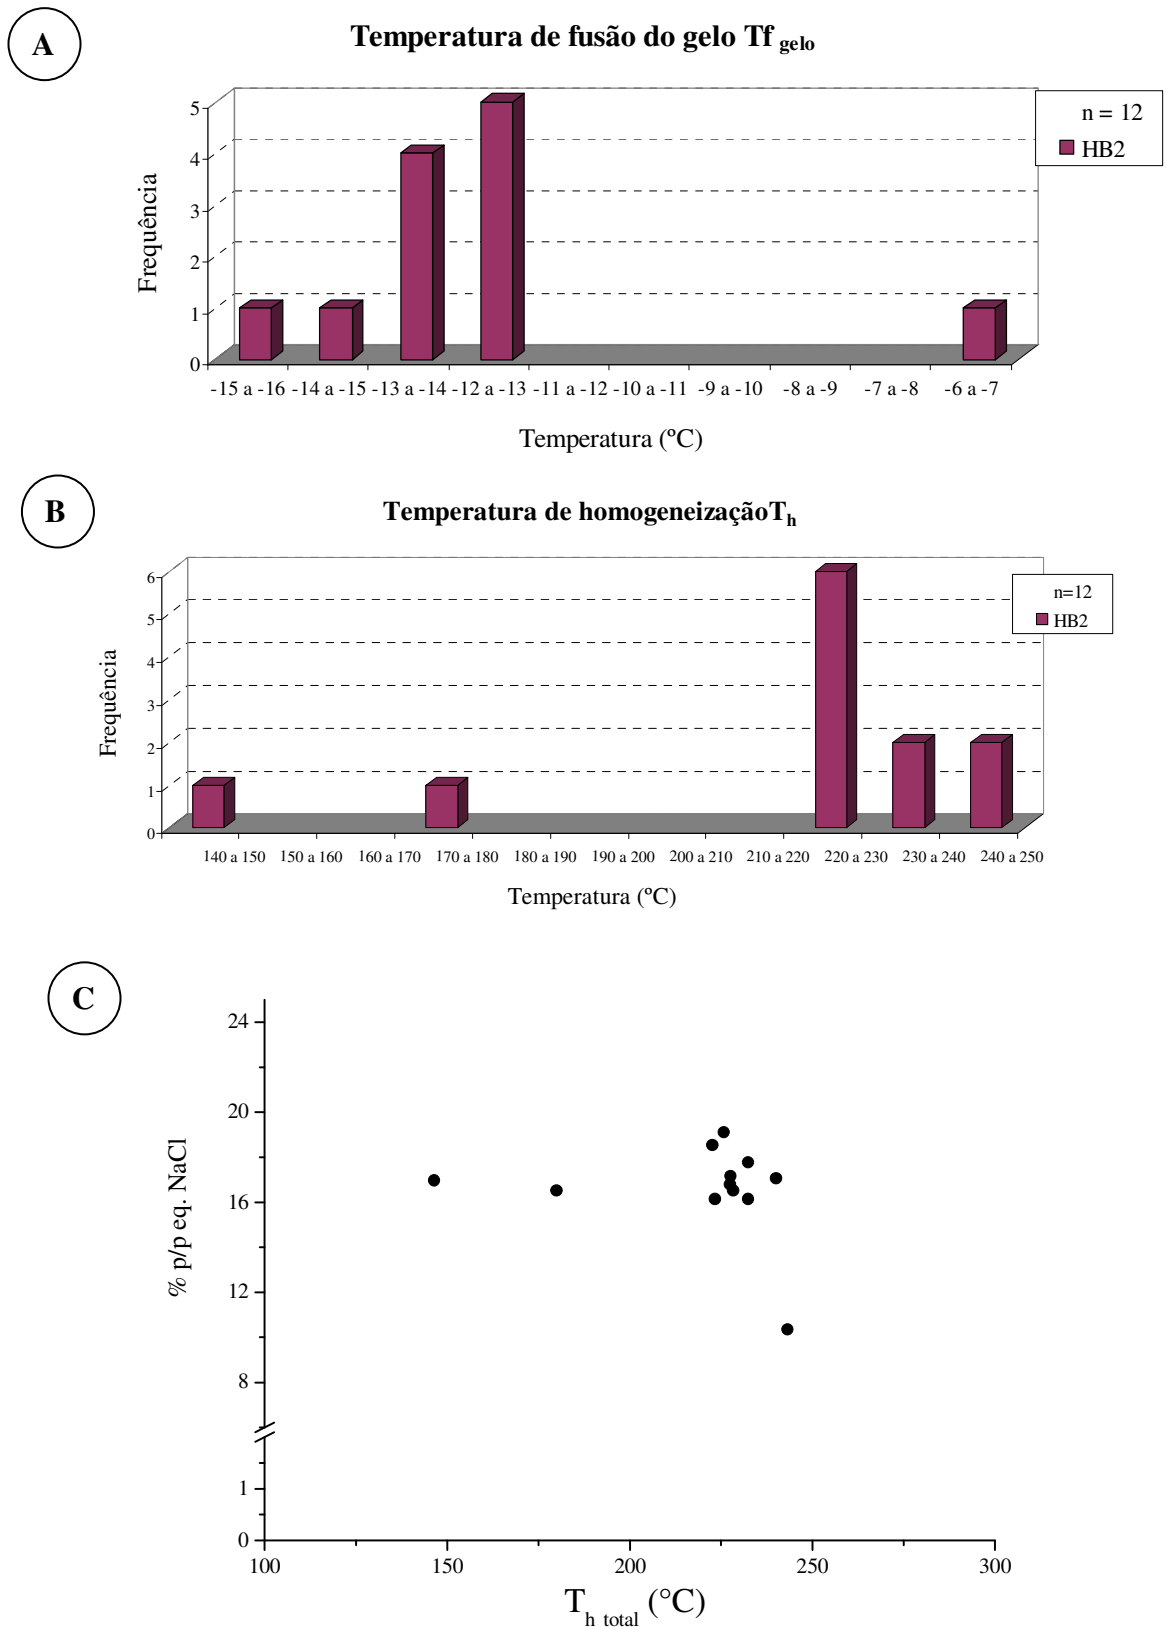 A
Temperatura de fusão do gelo Tf gelo
n = 12
HB2
Frequência
5
4
3
2
1
0
-15 a -16 -14 a -15 -13 a -14 -12 a -13 -11 a -12 -10 a -11 -9 a -10 -8 a -9 -7 a -8 -6 a -7
Temperatura (ºC)
B
Temperatura de homogeneizaçãoTh
n=12
HB2
Frequência
6
5
4
3
2
1
0
140 a 150 150 a 160 160 a 170 170 a 180 180 a 190 190 a 200 200 a 210 210 a 220 220 a 230 230 a 240 240 a 250
Temperatura (ºC)
C
% p/p eq. NaCl
24
20
16
12
8
1
0
100 150 200 250 300
Th total (°C)